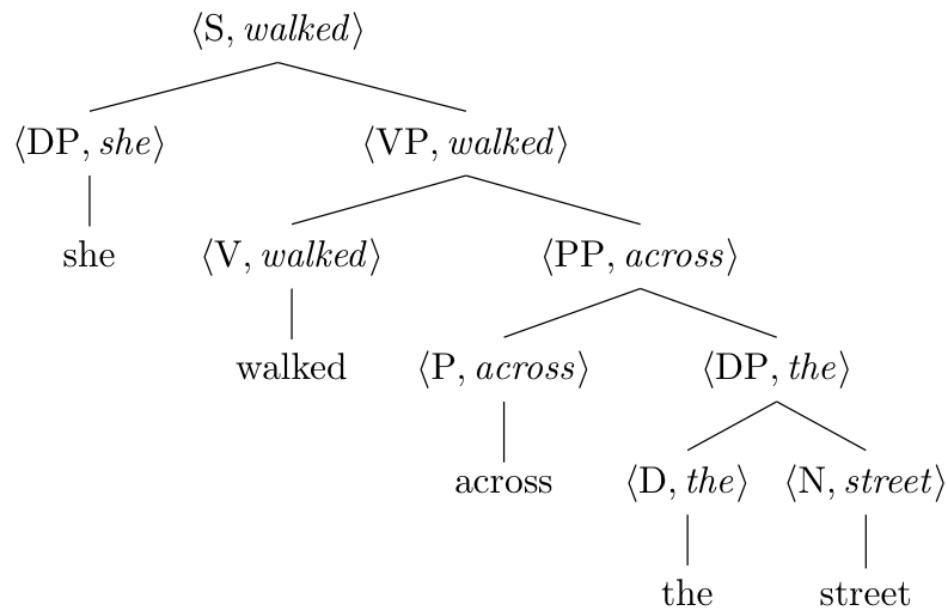 ⟨S, walked⟩
⟨DP, she⟩ ⟨VP, walked⟩
she ⟨V, walked⟩ ⟨PP, across⟩
walked ⟨P, across⟩ ⟨DP, the⟩
across ⟨D, the⟩ ⟨N, street⟩
the street